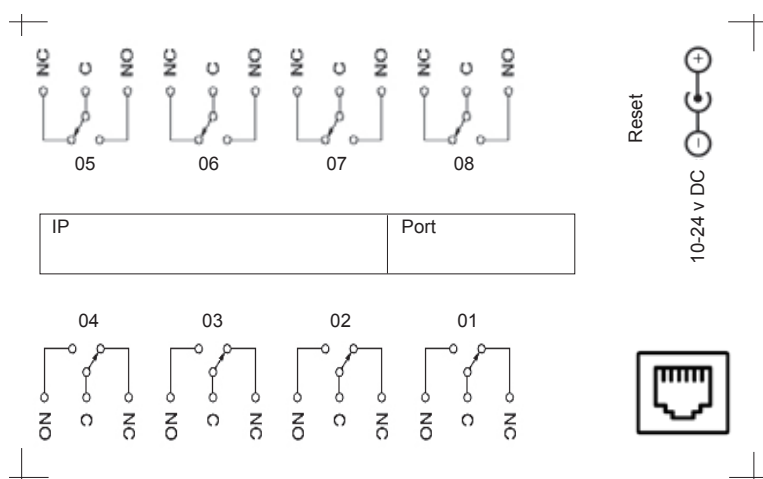 NC C NO NC C NO NC C NO NC C NO
05 06 07 08
Reset
+
-
10-24 v DC
IP Port
04 03 02 01
NO C NC NO C NC NO C NC NO C NC